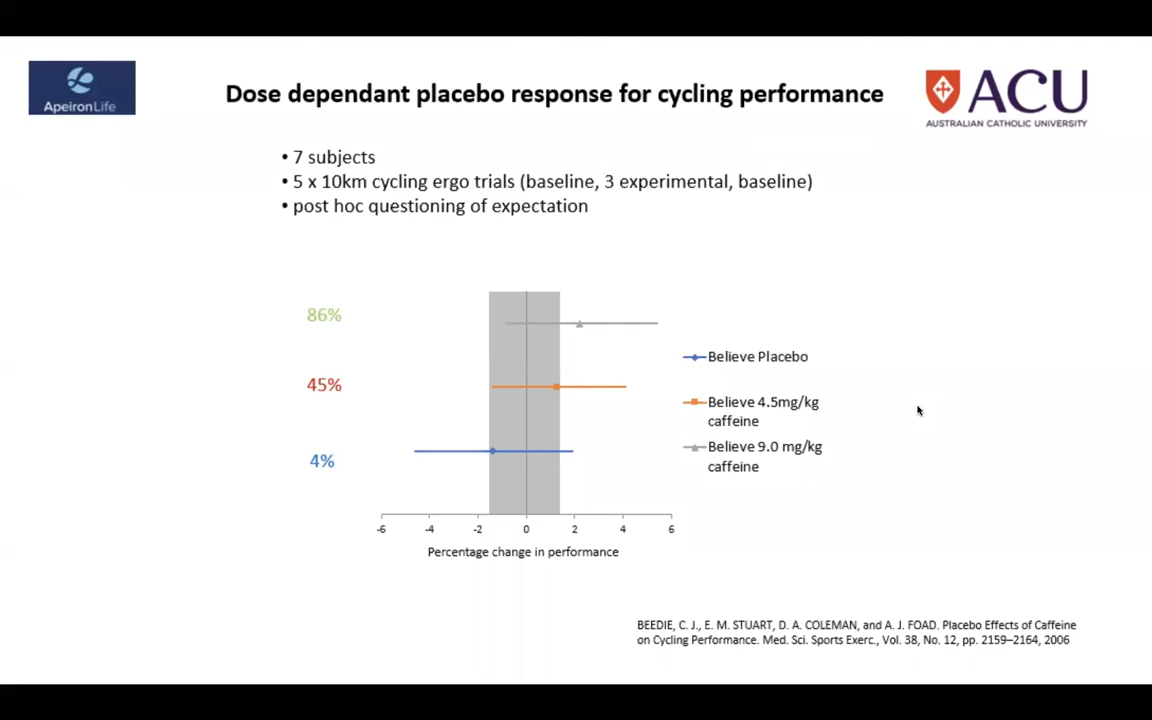 ApeironLife
Dose dependant placebo response for cycling performance
ACU
AUSTRALIAN CATHOLIC UNIVERSITY
• 7 subjects
• 5 x 10km cycling ergo trials (baseline, 3 experimental, baseline)
• post hoc questioning of expectation
86%
45%
4%
Believe Placebo
Believe 4.5mg/kg
caffeine
Believe 9.0 mg/kg
caffeine
-6 -4 -2 0 2 4 6
Percentage change in performance
BEEDIE, C. J., E. M. STUART, D. A. COLEMAN, and A. J. FOAD. Placebo Effects of Caffeine
on Cycling Performance. Med. Sci. Sports Exerc., Vol. 38, No. 12, pp. 2159–2164, 2006